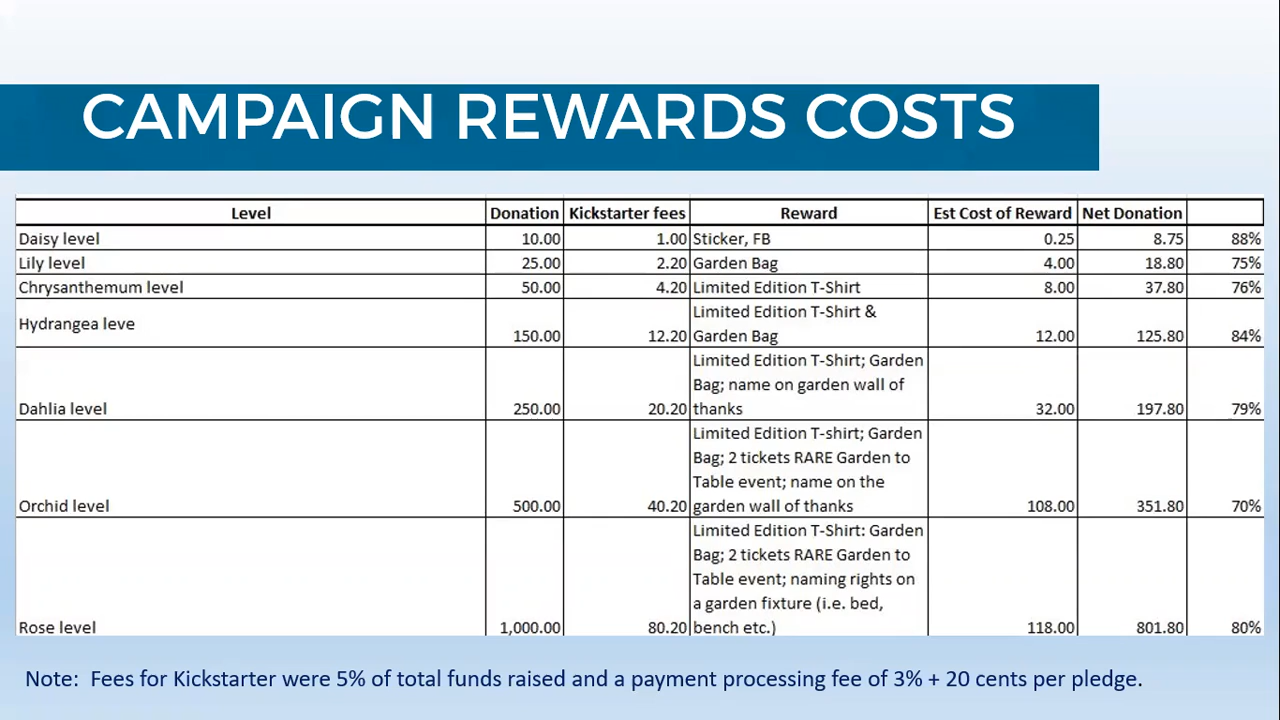 CAMPAIGN REWARDS COSTS
Level Donation Kickstarter fees Reward Est Cost of Reward Net Donation
Daisy level 10.00 1.00 Sticker, FB 0.25 8.75 88%
Lily level 25.00 2.20 Garden Bag 4.00 18.80 75%
Chrysanthemum level 50.00 4.20 Limited Edition T-Shirt 8.00 37.80 76%
Limited Edition T-Shirt &
Hydrangea leve 150.00 12.20 Garden Bag 12.00 125.80 84%
Limited Edition T-Shirt; Garden
Bag; name on garden wall of
Dahlia level 250.00 20.20 thanks 32.00 197.80 79%
Limited Edition T-shirt; Garden
Bag; 2 tickets RARE Garden to
Table event; name on the
Orchid level 500.00 40.20 garden wall of thanks 108.00 351.80 70%
Limited Edition T-Shirt: Garden
Bag; 2 tickets RARE Garden to
Table event; naming rights on
a garden fixture (i.e. bed,
Rose level 1,000.00 80.20 bench etc.) 118.00 801.80 80%
Note: Fees for Kickstarter were 5% of total funds raised and a payment processing fee of 3% + 20 cents per pledge.